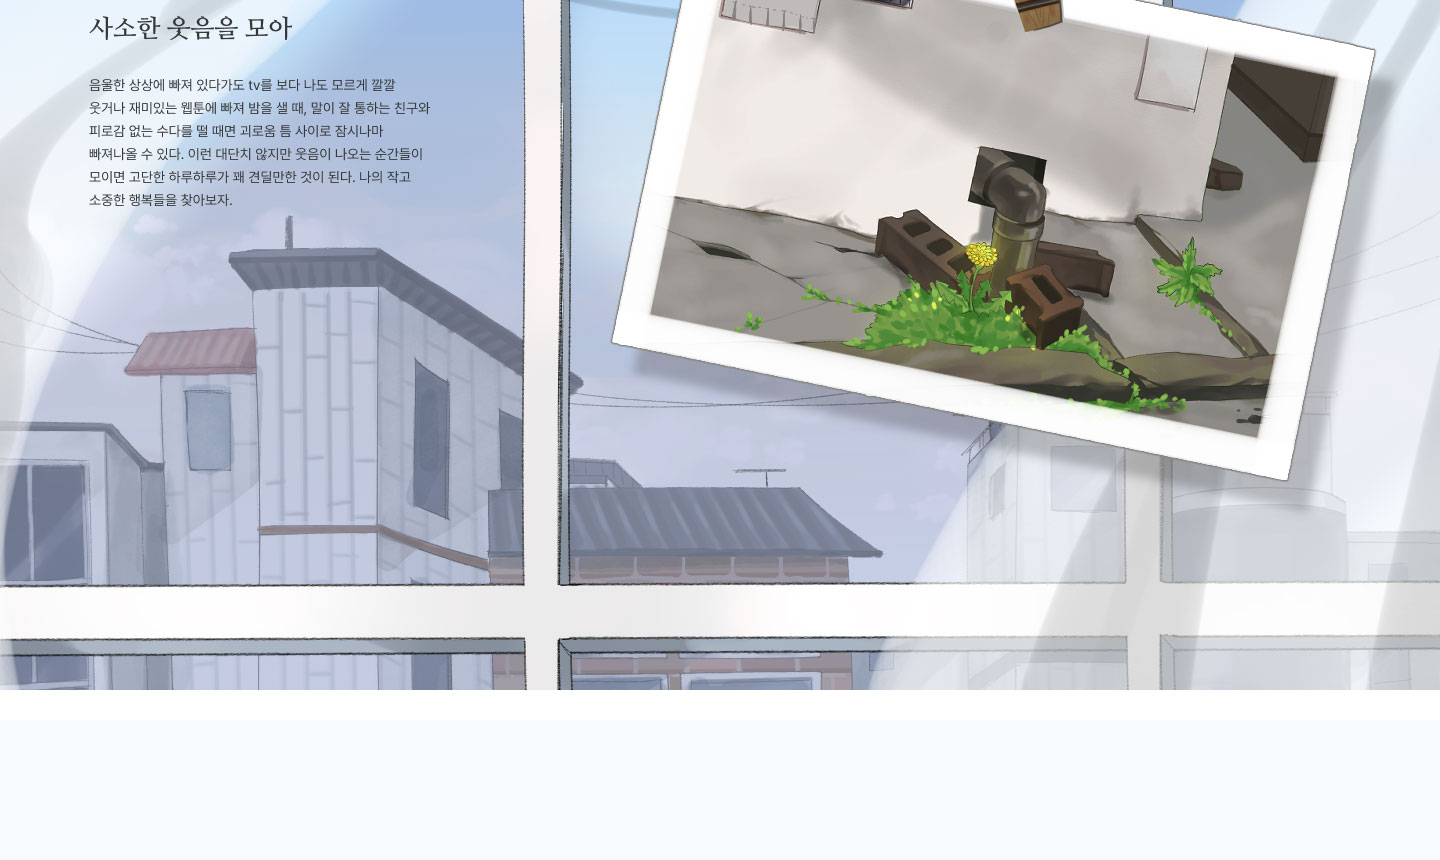 사소한 웃음을 모아
음울한 상상에 빠져 있다가도 tv를 보다 나도 모르게 깔깔
웃거나 재미있는 웹툰에 빠져 밤을 샐 때, 말이 잘 통하는 친구와
피로감 없는 수다를 떨 때면 괴로움 틈 사이로 잠시나마
빠져나올 수 있다. 이런 대단치 않지만 웃음이 나오는 순간들이
모이면 고단한 하루하루가 꽤 견딜만한 것이 된다. 나의 작고
소중한 행복들을 찾아보자.